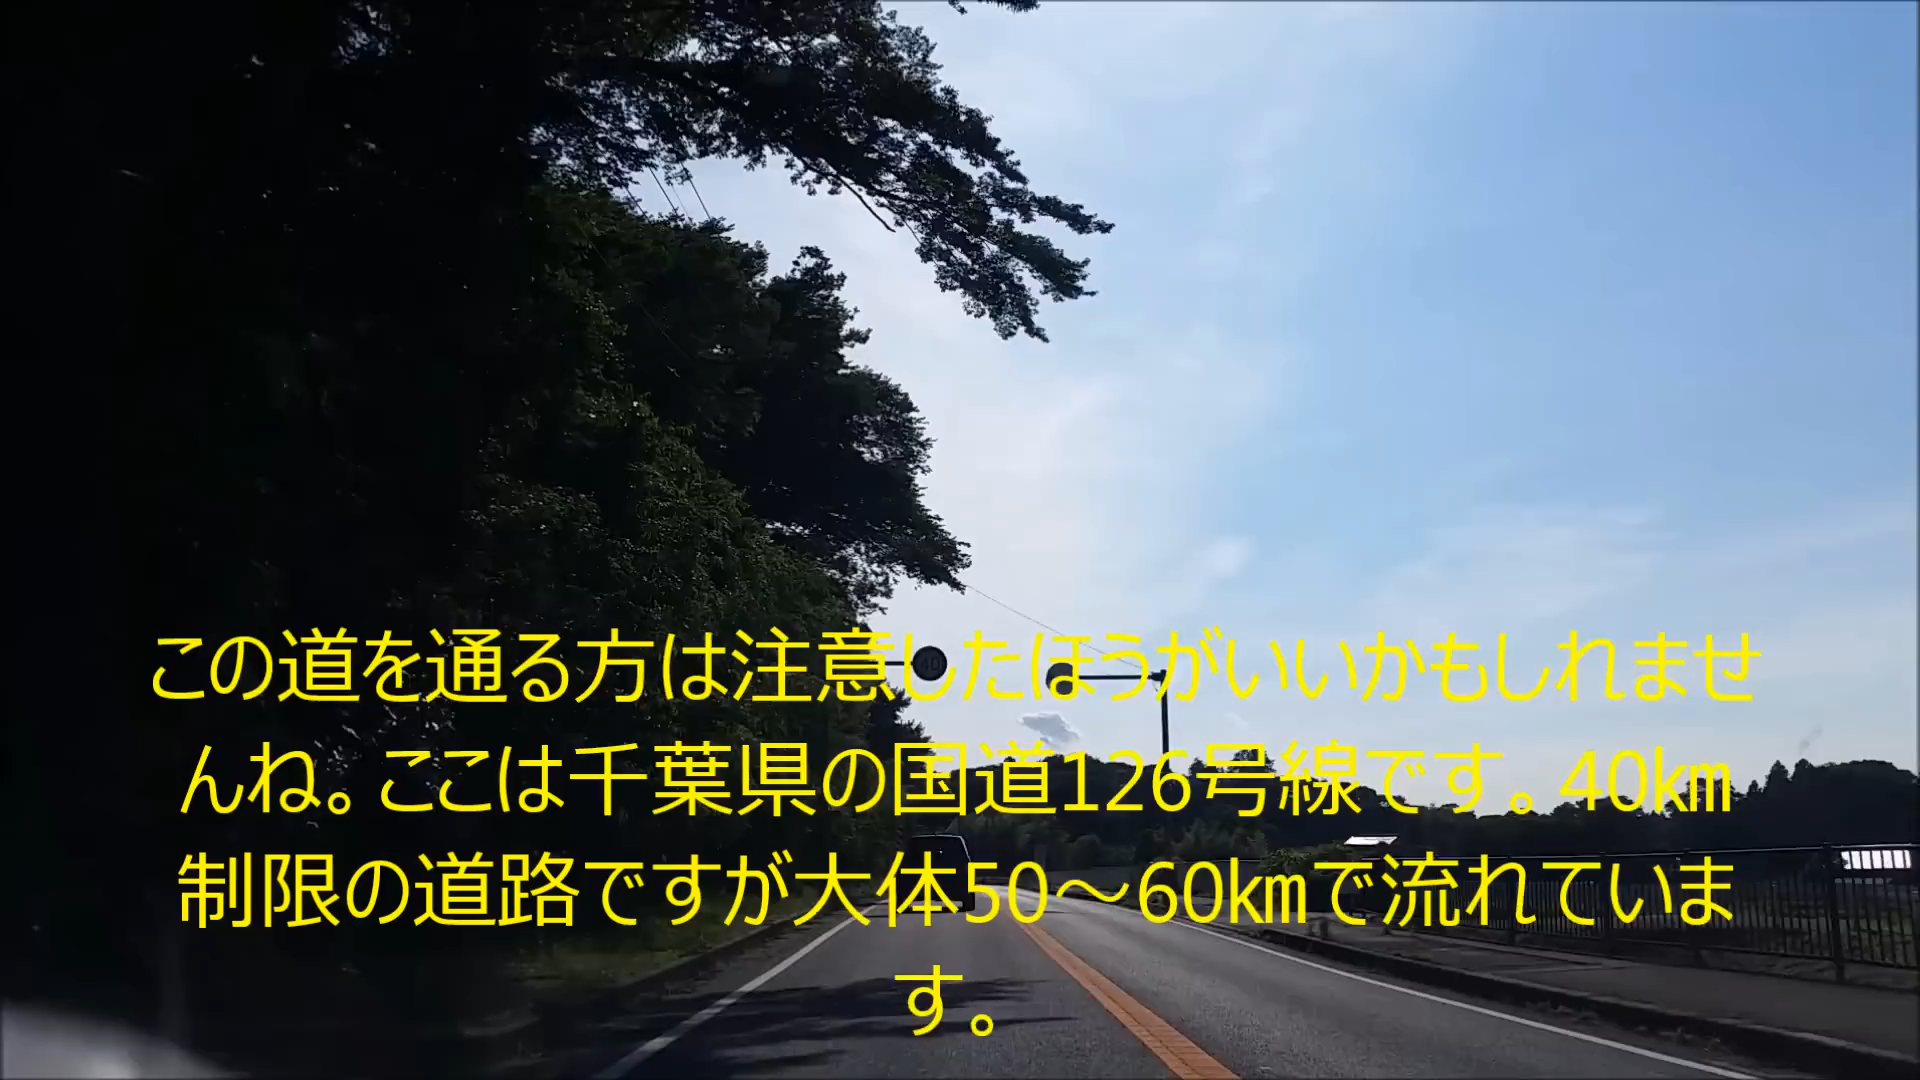 この道を通る方は注意したほうがいいかもしれませ
んね。ここは千葉県の国道126号線です。40㎞
制限の道路ですが大体50～60㎞で流れていま
す。
40